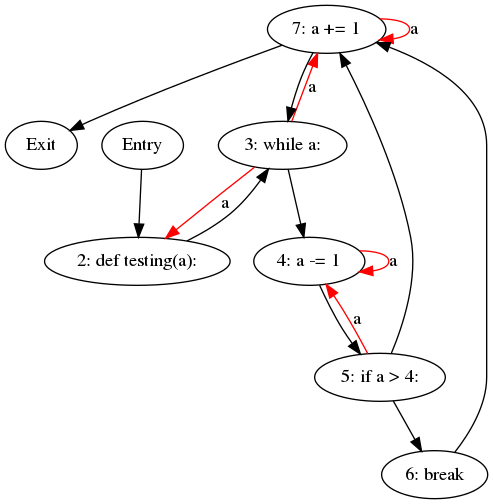 7: a += 1
a
a
Exit
Entry
3: while a:
a
2: def testing(a):
4: a -= 1
a
a
5: if a > 4:
6: break